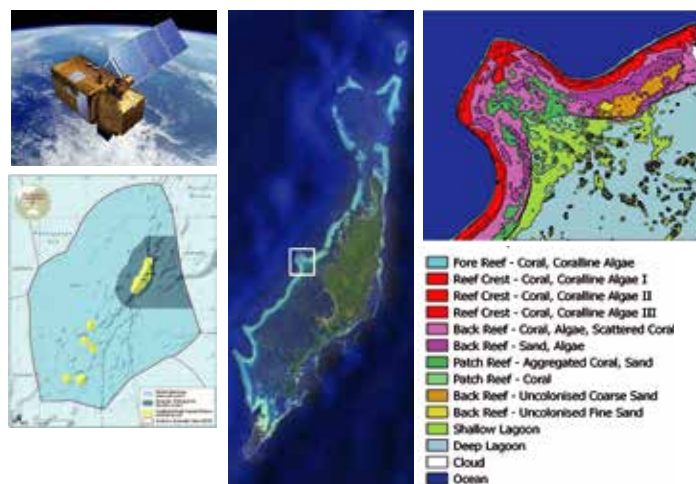 Fore Reef - Coral, Coralline Algae
Reef Crest - Coral, Coralline Algae I
Reef Crest - Coral, Coralline Algae II
Reef Crest - Coral, Coralline Algae III
Back Reef - Coral, Algae, Scattered Coral
Back Reef - Sand, Algae
Patch Reef - Aggregated Coral, Sand
Patch Reef - Coral
Back Reef - Uncolonised Coarse Sand
Back Reef - Uncolonised Fine Sand
Shallow Lagoon
Deep Lagoon
Cloud
Ocean